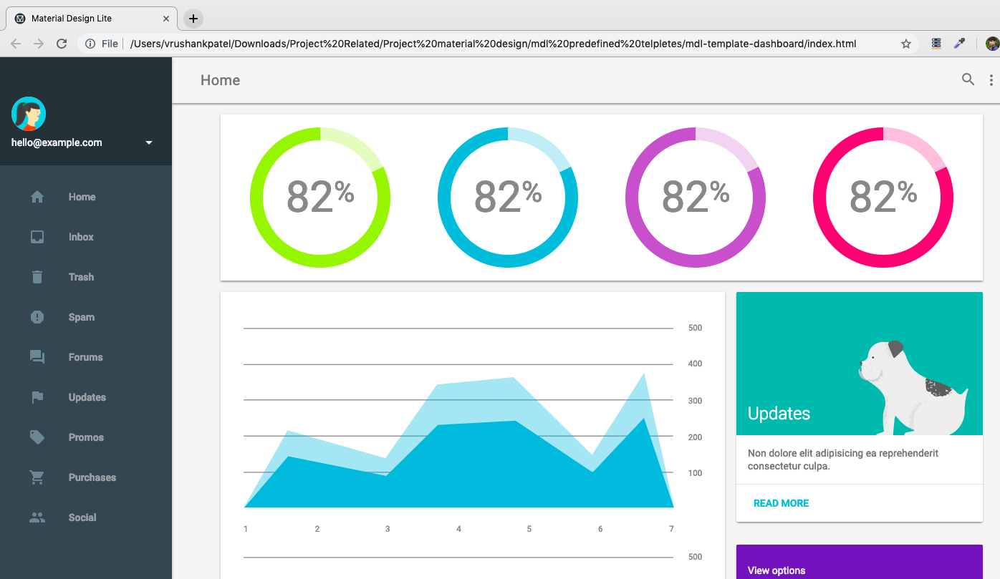 Material Design Lite
File
/Users/vrushankpatel/Downloads/Project%20Related/Project%20material%20design/mdl%20predefined%20telpletes/mdl-template-dashboard/index.html
hello@example.com
Home
Inbox
Trash
Spam
Forums
Updates
Promos
Purchases
Social
Home
82%
82%
82%
82%
500
400
300
200
100
1 2 3 4 5 6 7
500
Updates
Non dolore elit adipisicing ea reprehenderit
consectetur culpa.
READ MORE
View options